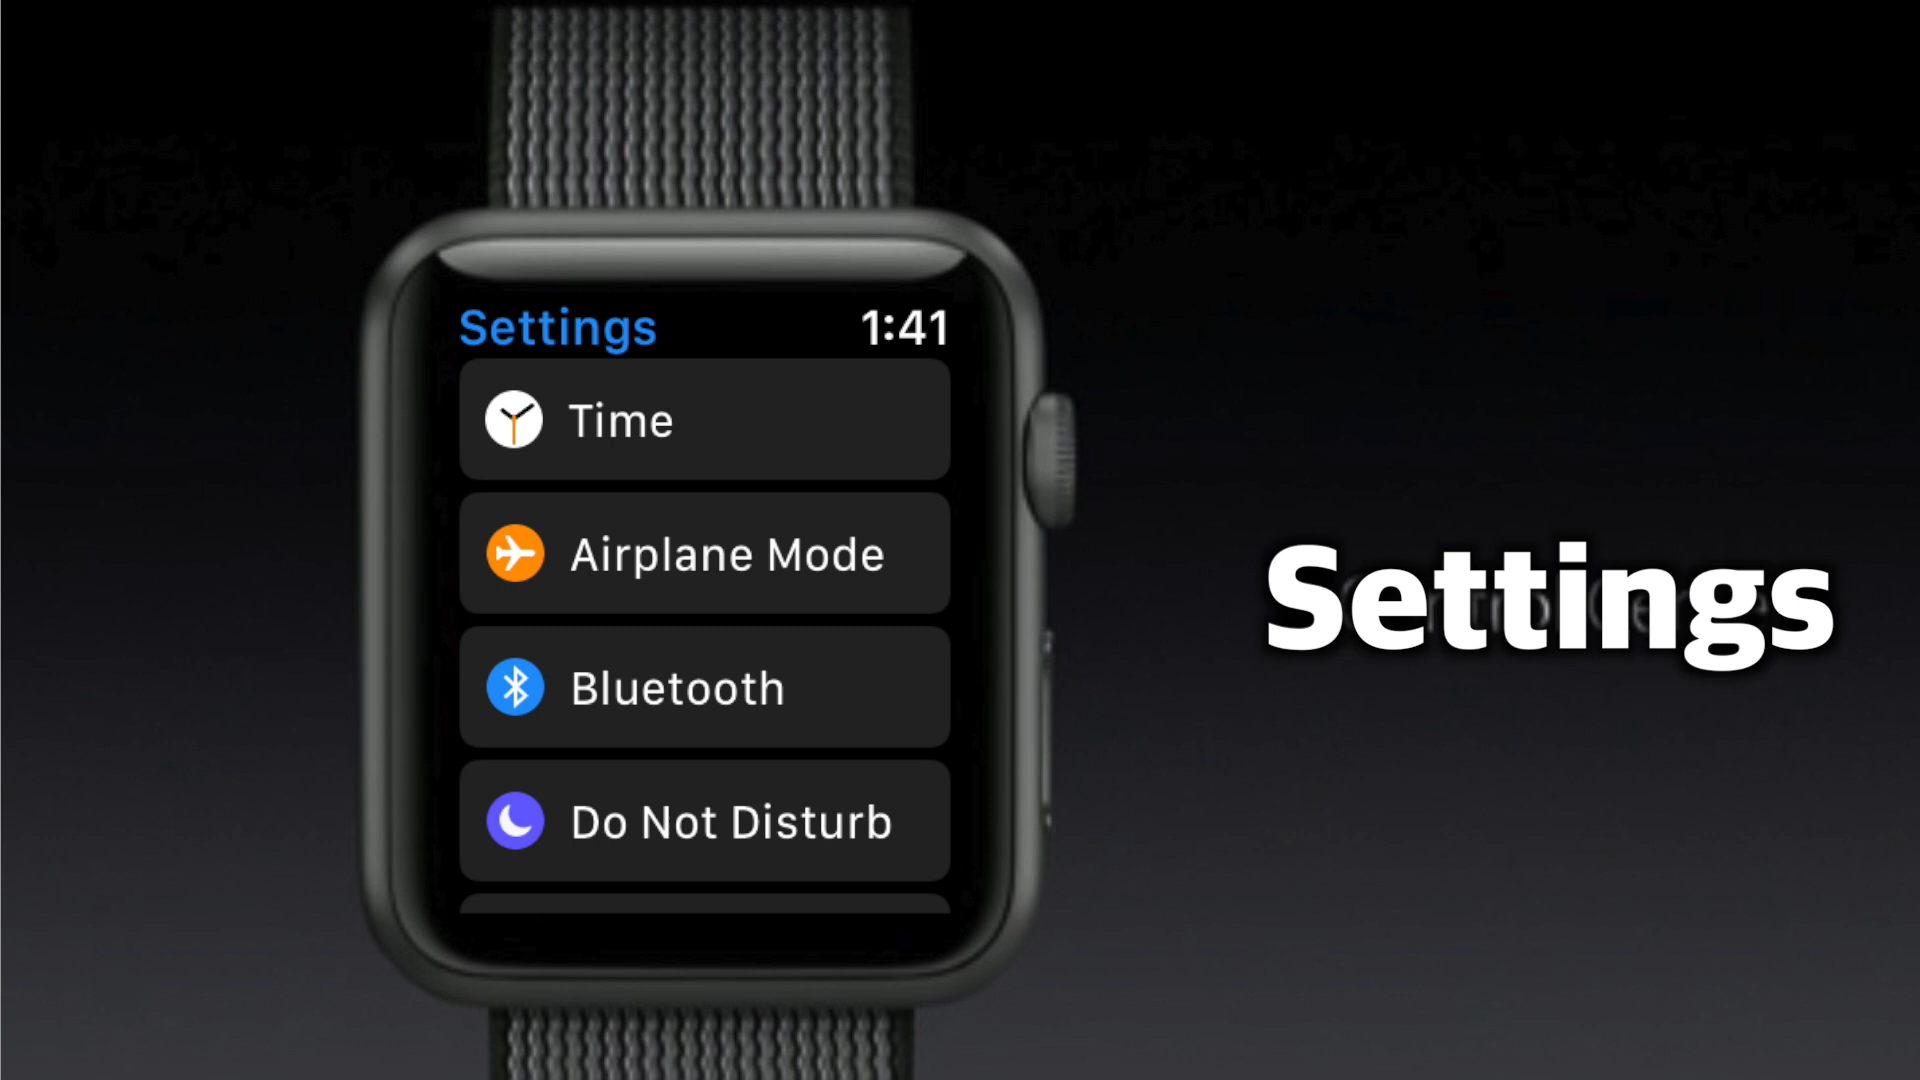 Settings 1:41
Time
Airplane Mode
Bluetooth
Do Not Disturb
Settings